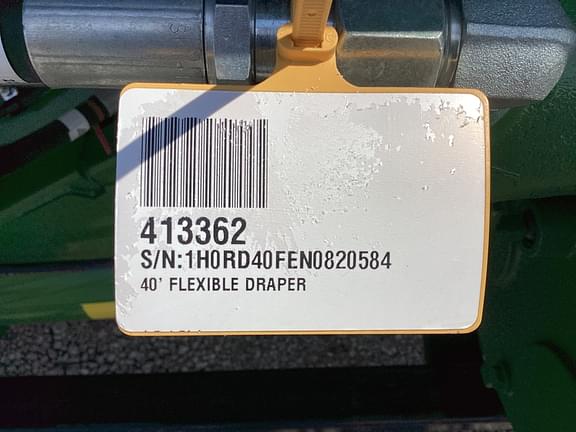 413362
S/N:1H0RD40FEN0820584
40' FLEXIBLE DRAPER